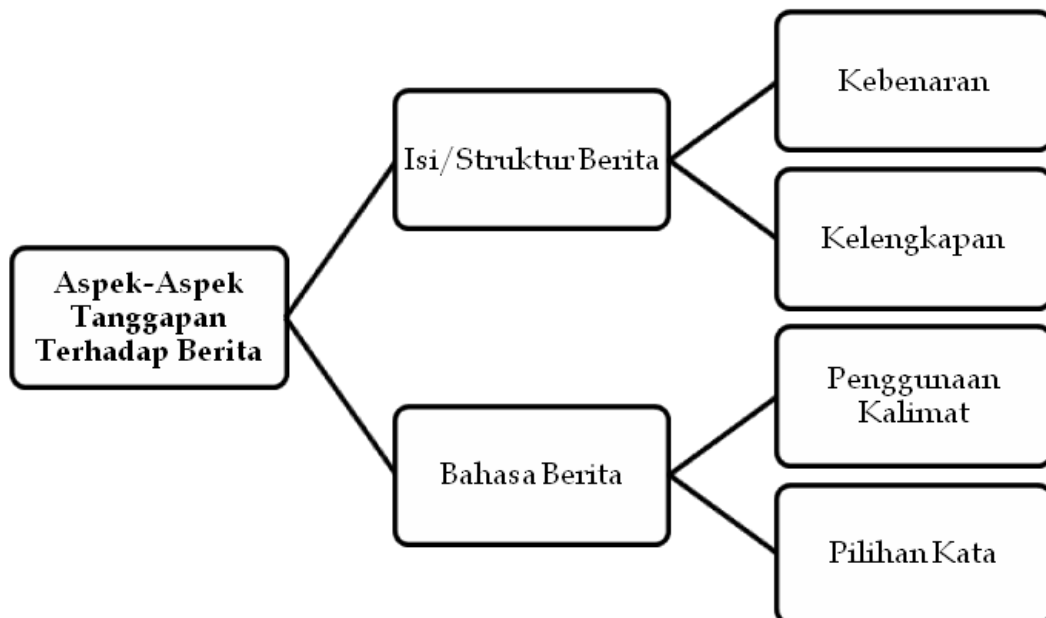 Aspek-Aspek
Tanggapan
Terhadap Berita
Isi/Struktur Berita
Kebenaran
Kelengkapan
Bahasa Berita
Penggunaan
Kalimat
Pilihan Kata